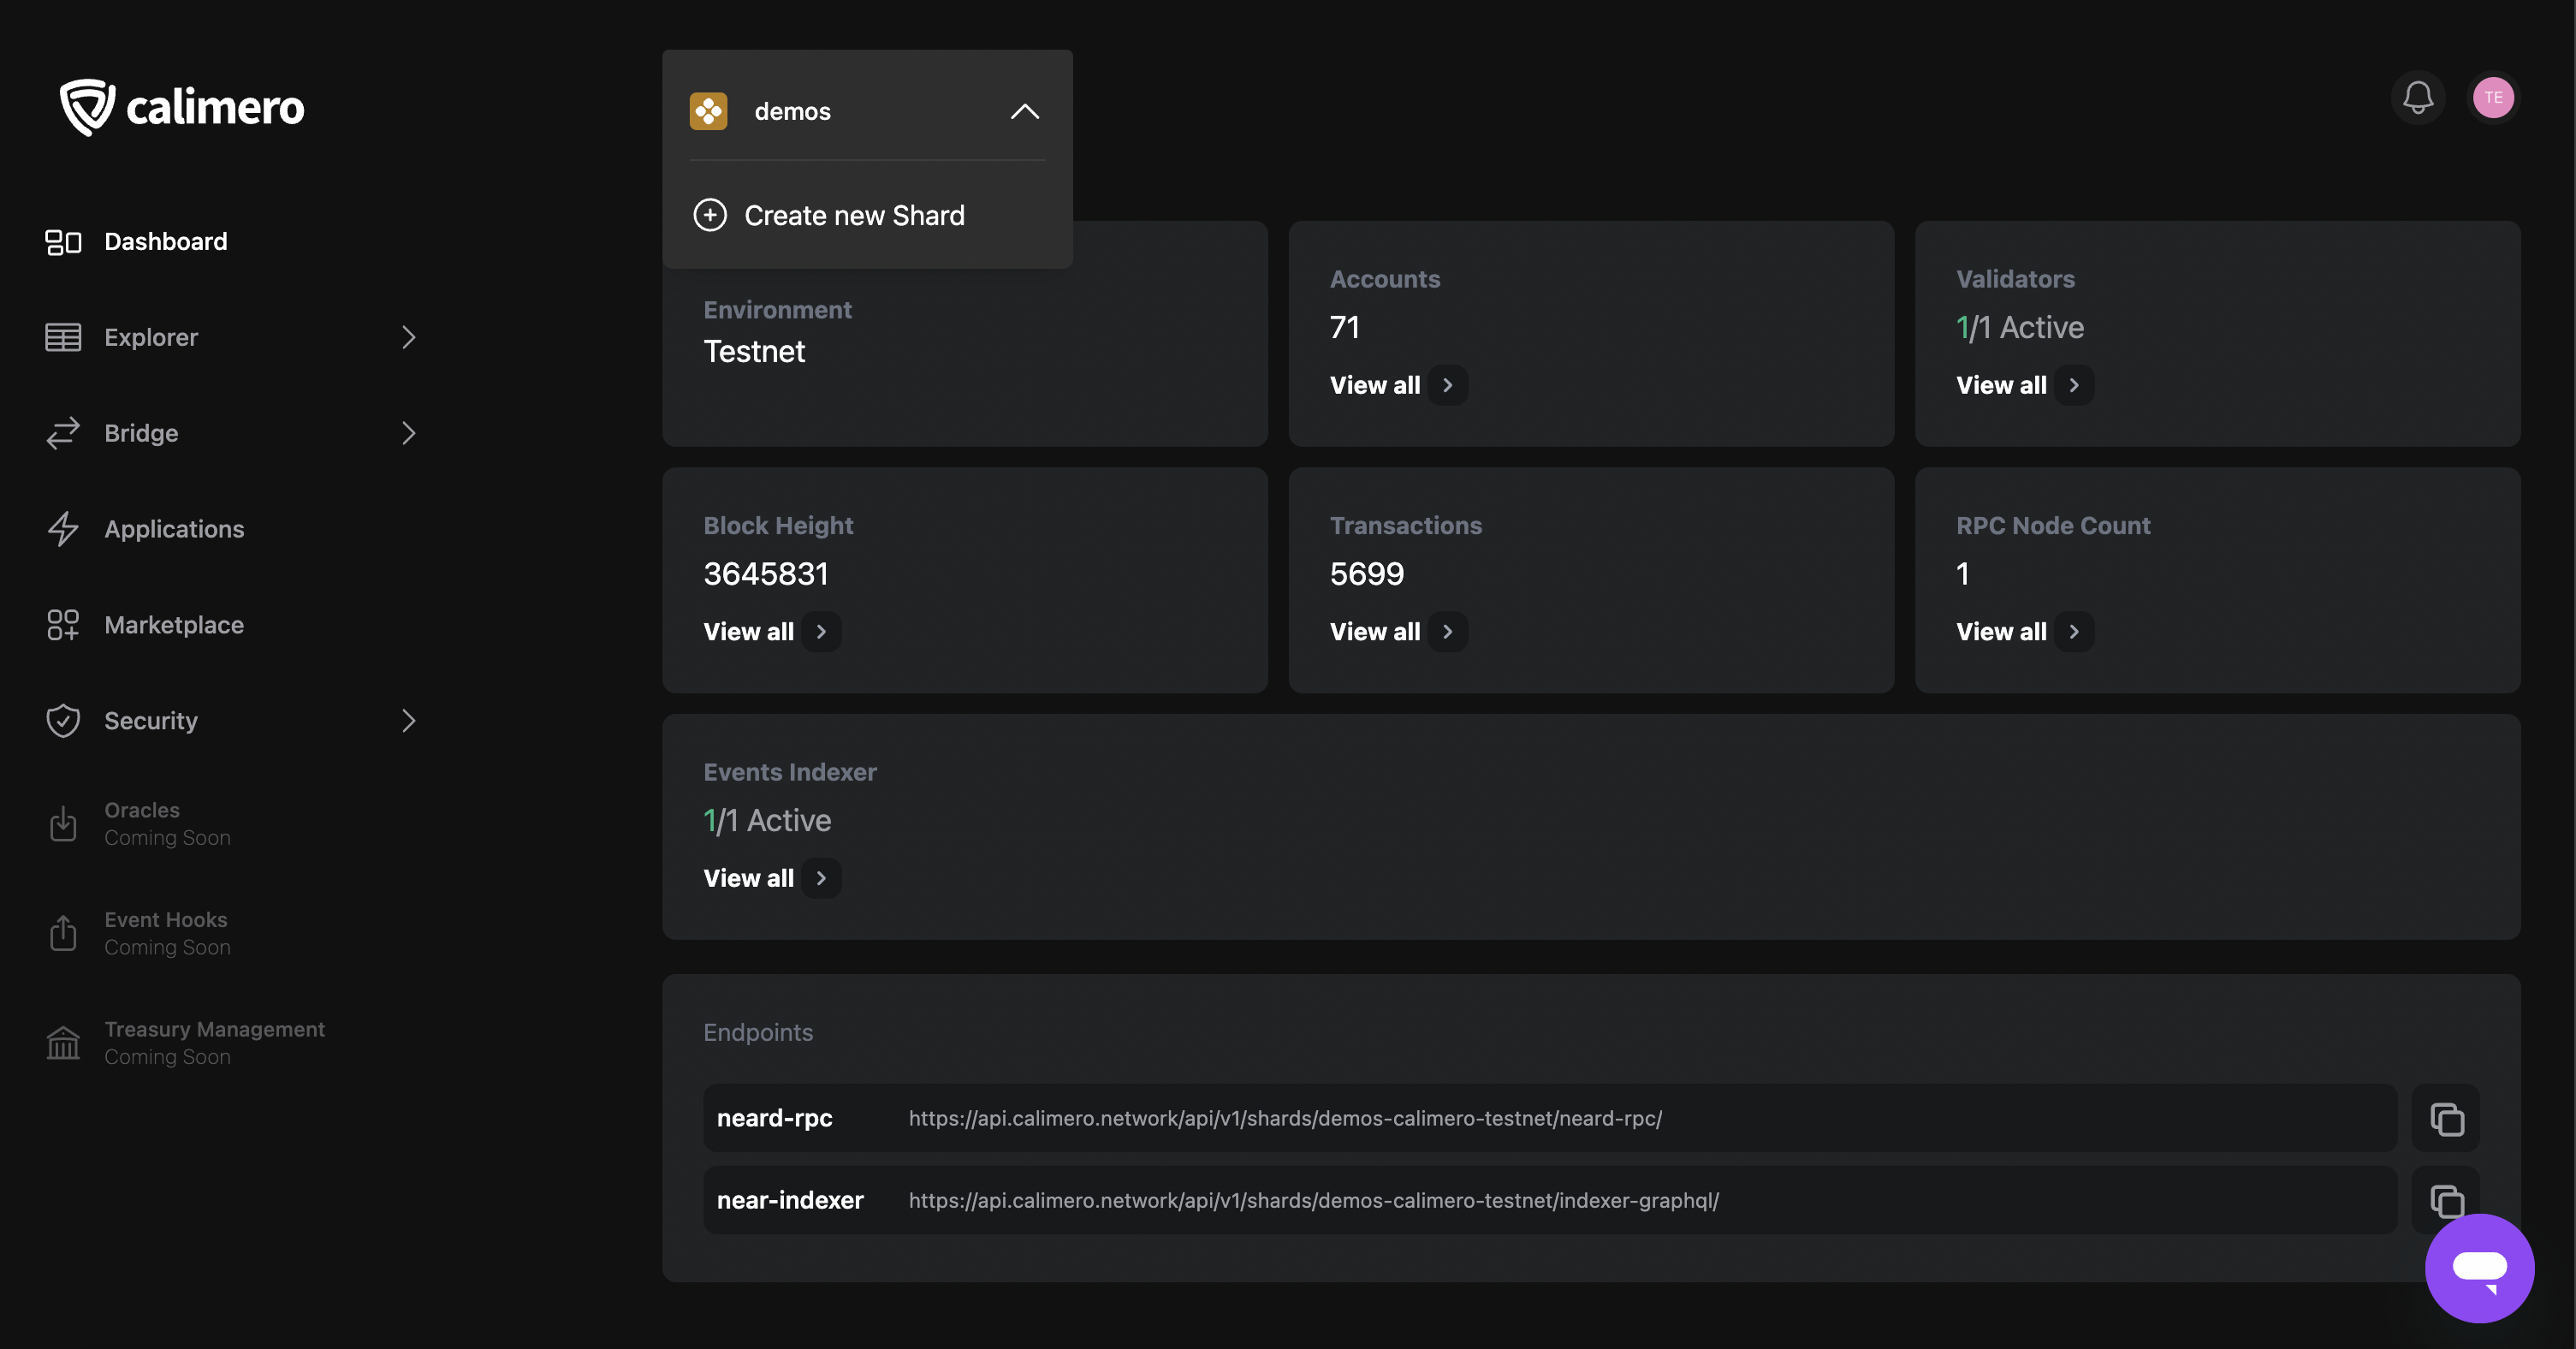 calimero
demos
Create new Shard
TE
Dashboard
Explorer
Bridge
Applications
Marketplace
Security
Oracles
Coming Soon
Event Hooks
Coming Soon
Treasury Management
Coming Soon
Environment
Testnet
Accounts
71
View all
Validators
1/1 Active
View all
Block Height
3645831
View all
Transactions
5699
View all
RPC Node Count
1
View all
Events Indexer
1/1 Active
View all
Endpoints
neard-rpc https://api.calimero.network/api/v1/shards/demos-calimero-testnet/neard-rpc/
near-indexer https://api.calimero.network/api/v1/shards/demos-calimero-testnet/indexer-graphql/